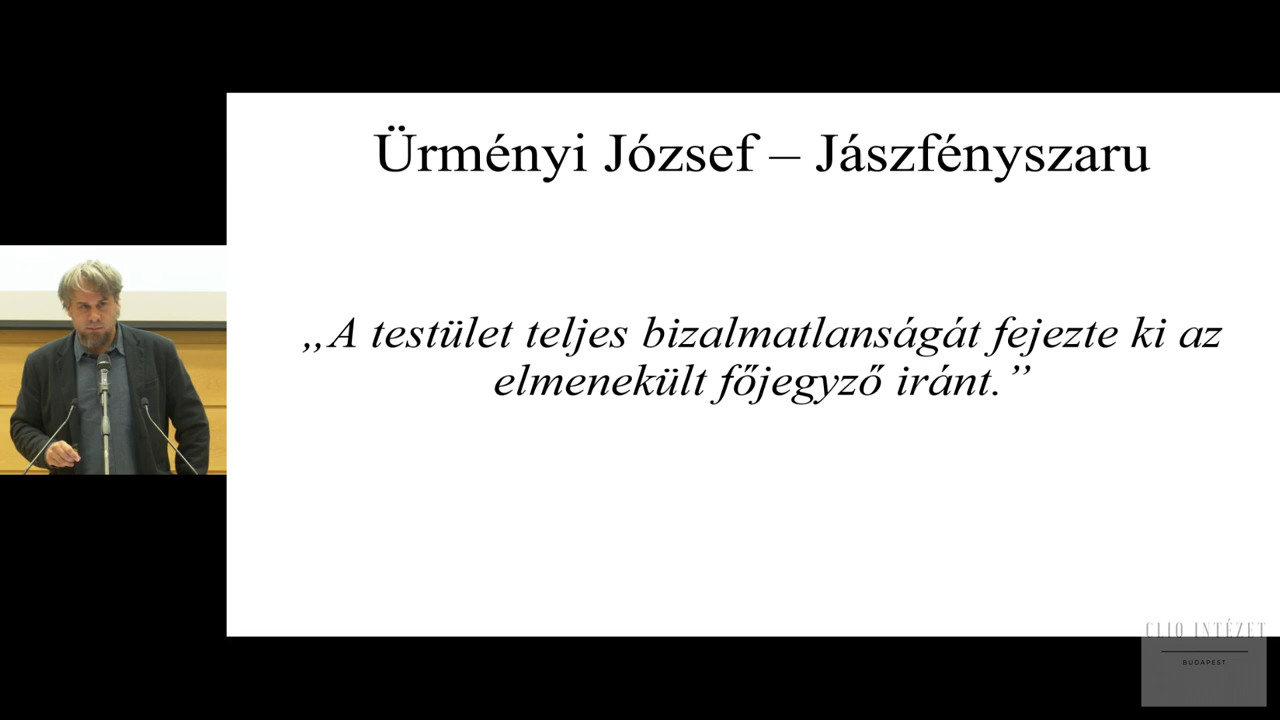 Ürményi József – Jászfényszaru
„A testület teljes bizalmatlanságát fejezte ki az
elmenekült főjegyző iránt.”
CLIO INTÉZET
BUDAPEST